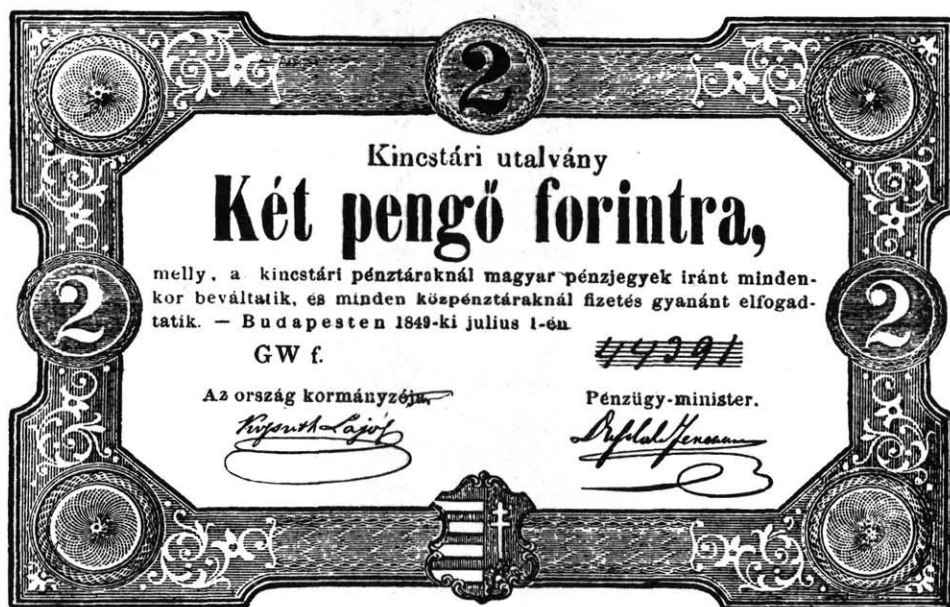 2
Kincstári utalvány
Két pengő forintra,
melly, a kincstári pénztáraknál magyar pénzjegyek iránt minden-
kor beváltatik, és minden közpénztáraknál fizetés gyanánt elfogad-
tatik. — Budapesten 1849-ki julius 1-én
2 2
GW f. 44391
Az ország kormányzója. Pénzügy-minister.
Kossuth Lajos